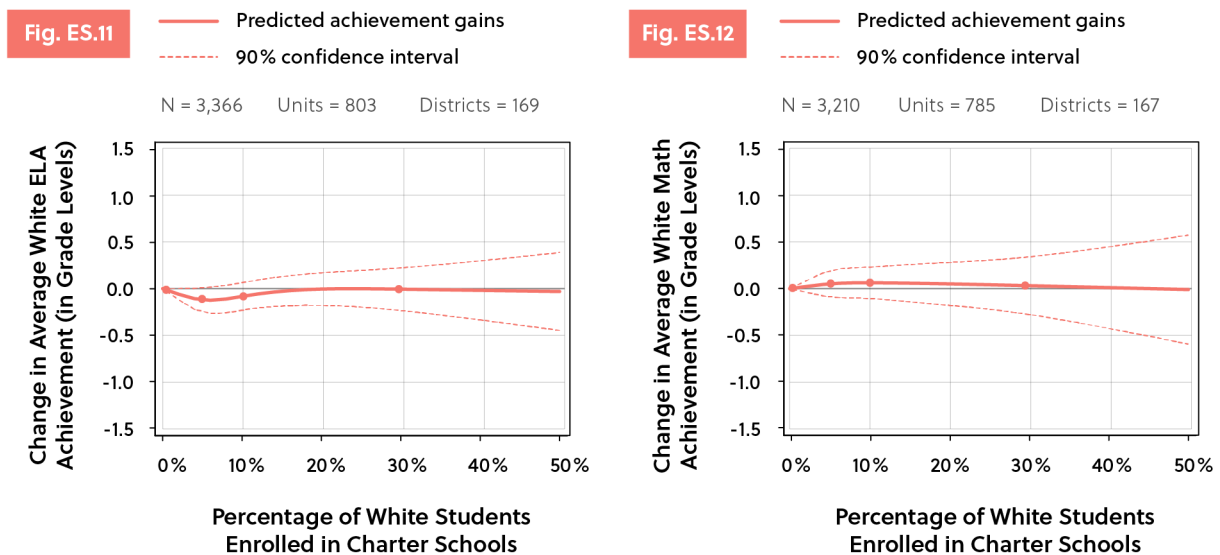 Fig. ES.11
Predicted achievement gains
90% confidence interval
N = 3,366 Units = 803 Districts = 169
Change in Average White ELA
Achievement (in Grade Levels)
1.5
1.0
0.5
0.0
-0.5
-1.0
-1.5
0% 10% 20% 30% 40% 50%
Percentage of White Students
Enrolled in Charter Schools
Fig. ES.12
Predicted achievement gains
90% confidence interval
N = 3,210 Units = 785 Districts = 167
Change in Average White Math
Achievement (in Grade Levels)
1.5
1.0
0.5
0.0
-0.5
-1.0
-1.5
0% 10% 20% 30% 40% 50%
Percentage of White Students
Enrolled in Charter Schools